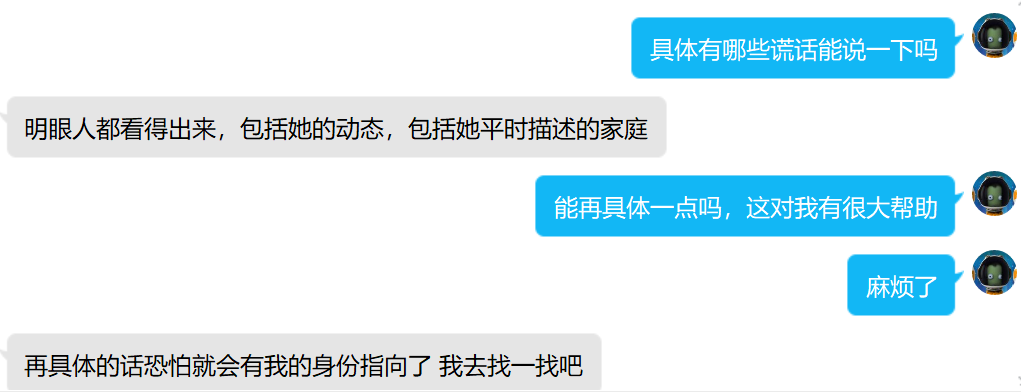 具体有哪些谎话能说一下吗
明眼人都看得出来，包括她的动态，包括她平时描述的家庭
能再具体一点吗，这对我有很大帮助
麻烦了
再具体的话恐怕就会有我的身份指向了 我去找一找吧